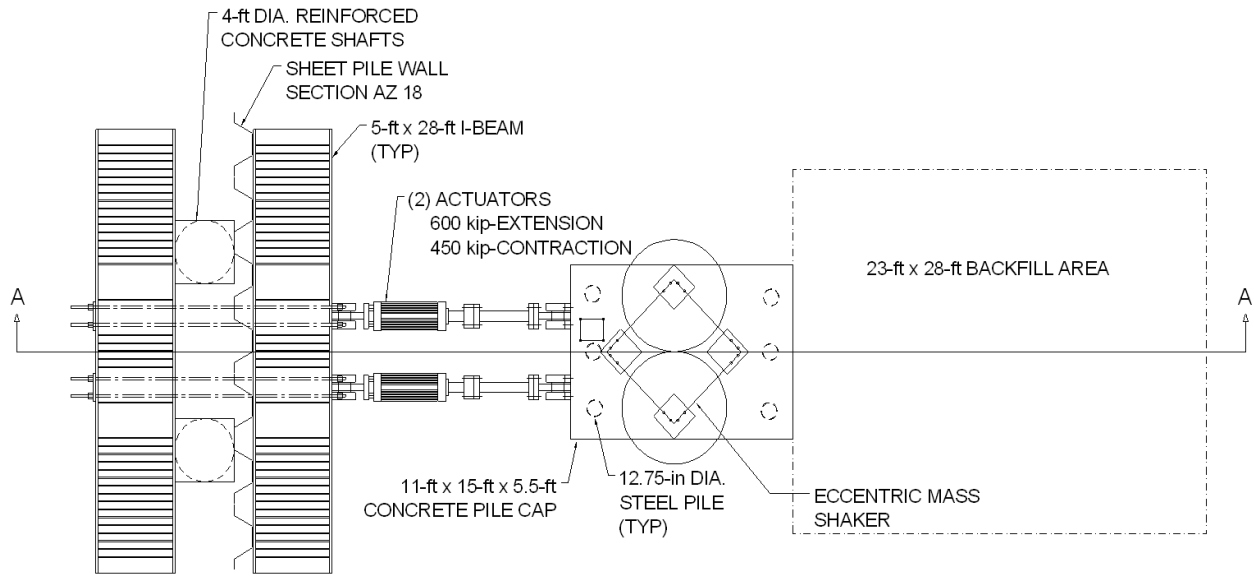 4-ft DIA. REINFORCED
CONCRETE SHAFTS
SHEET PILE WALL
SECTION AZ 18
5-ft x 28-ft I-BEAM
(TYP)
(2) ACTUATORS
600 kip-EXTENSION
450 kip-CONTRACTION
23-ft x 28-ft BACKFILL AREA
A
A
11-ft x 15-ft x 5.5-ft
CONCRETE PILE CAP
12.75-in DIA.
STEEL PILE
(TYP)
ECCENTRIC MASS
SHAKER